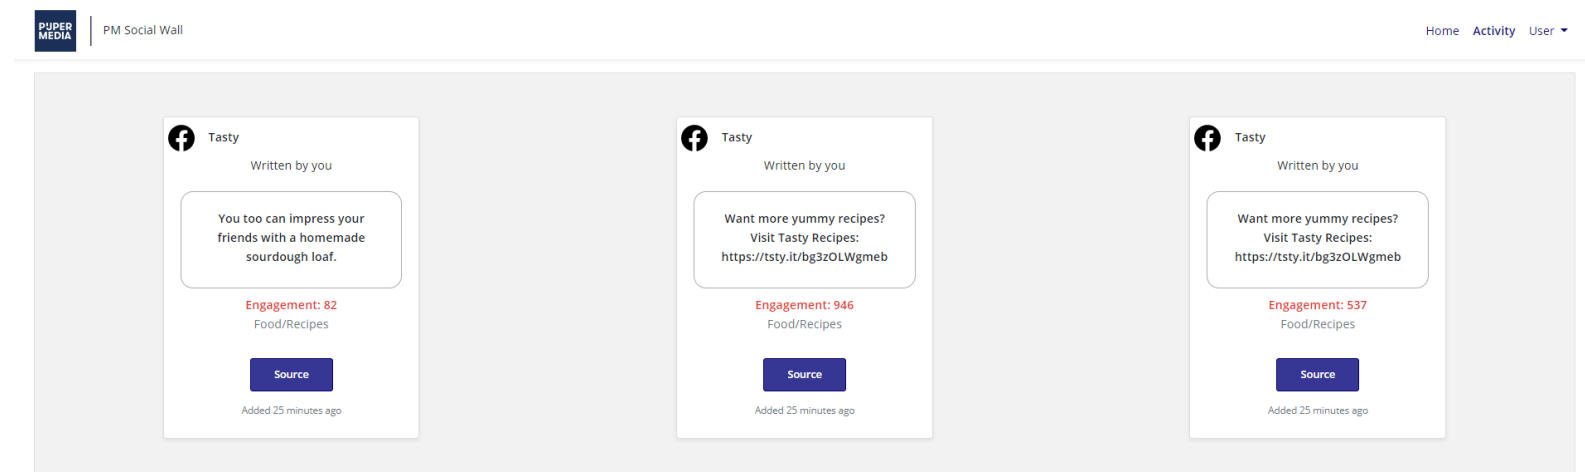 PIJPER
MEDIA
PM Social Wall
Home Activity User
Tasty
Written by you
You too can impress your
friends with a homemade
sourdough loaf.
Engagement: 82
Food/Recipes
Source
Added 25 minutes ago
Tasty
Written by you
Want more yummy recipes?
Visit Tasty Recipes:
https://tsty.it/bg3zOLWgmeb
Engagement: 946
Food/Recipes
Source
Added 25 minutes ago
Tasty
Written by you
Want more yummy recipes?
Visit Tasty Recipes:
https://tsty.it/bg3zOLWgmeb
Engagement: 537
Food/Recipes
Source
Added 25 minutes ago